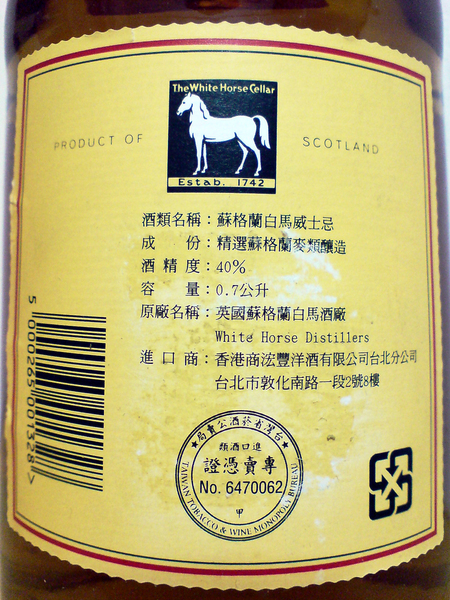 The White Horse Cellar
PRODUCT OF SCOTLAND
Estab. 1742
酒類名稱：蘇格蘭白馬威士忌
成　份：精選蘇格蘭麥類釀造
酒 精 度：40%
容　量：0.7公升
原廠名稱：英國蘇格蘭白馬酒廠
White Horse Distillers
進 口 商：香港商浤豐洋酒有限公司台北分公司
台北市敦化南路一段2號8樓
5 000265 001328 >
★台灣省菸酒公賣局★
進口酒類
專賣憑證
No. 6470062
甲
TAIWAN TOBACCO & WINE MONOPOLY BUREAU